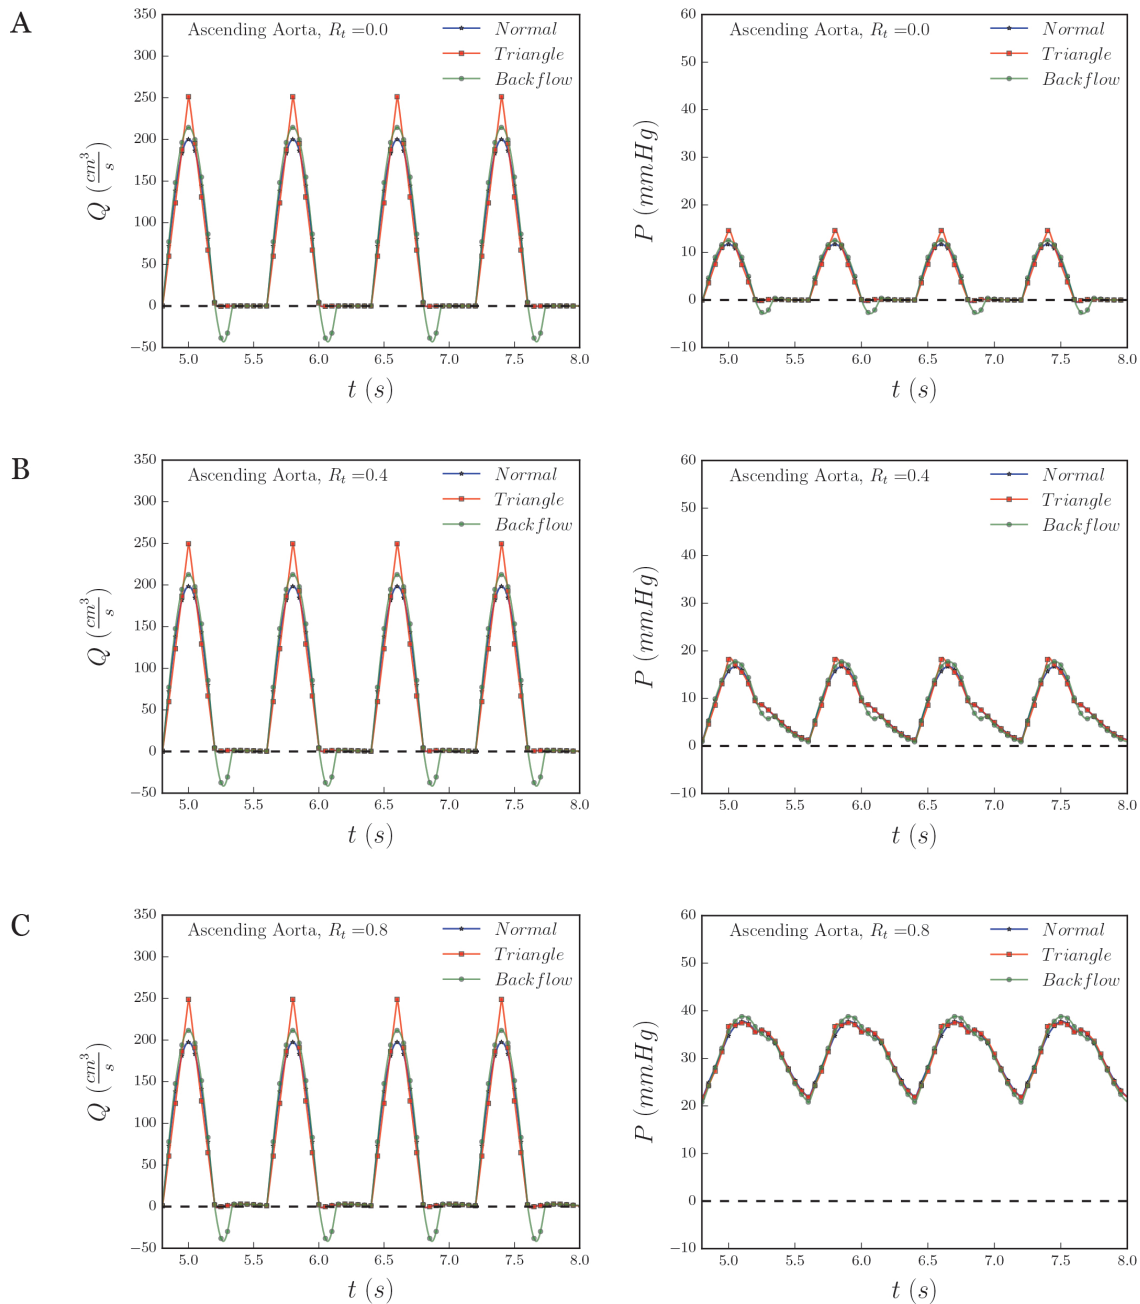 A
Ascending Aorta, R_t =0.0
Normal
Triangle
Backflow
Q (cm³/s)
350
300
250
200
150
100
50
0
−50
5.0 5.5 6.0 6.5 7.0 7.5 8.0
t (s)
Ascending Aorta, R_t =0.0
Normal
Triangle
Backflow
P (mmHg)
60
50
40
30
20
10
0
−10
5.0 5.5 6.0 6.5 7.0 7.5 8.0
t (s)
B
Ascending Aorta, R_t =0.4
Normal
Triangle
Backflow
Q (cm³/s)
350
300
250
200
150
100
50
0
−50
5.0 5.5 6.0 6.5 7.0 7.5 8.0
t (s)
Ascending Aorta, R_t =0.4
Normal
Triangle
Backflow
P (mmHg)
60
50
40
30
20
10
0
−10
5.0 5.5 6.0 6.5 7.0 7.5 8.0
t (s)
C
Ascending Aorta, R_t =0.8
Normal
Triangle
Backflow
Q (cm³/s)
350
300
250
200
150
100
50
0
−50
5.0 5.5 6.0 6.5 7.0 7.5 8.0
t (s)
Ascending Aorta, R_t =0.8
Normal
Triangle
Backflow
P (mmHg)
60
50
40
30
20
10
0
−10
5.0 5.5 6.0 6.5 7.0 7.5 8.0
t (s)